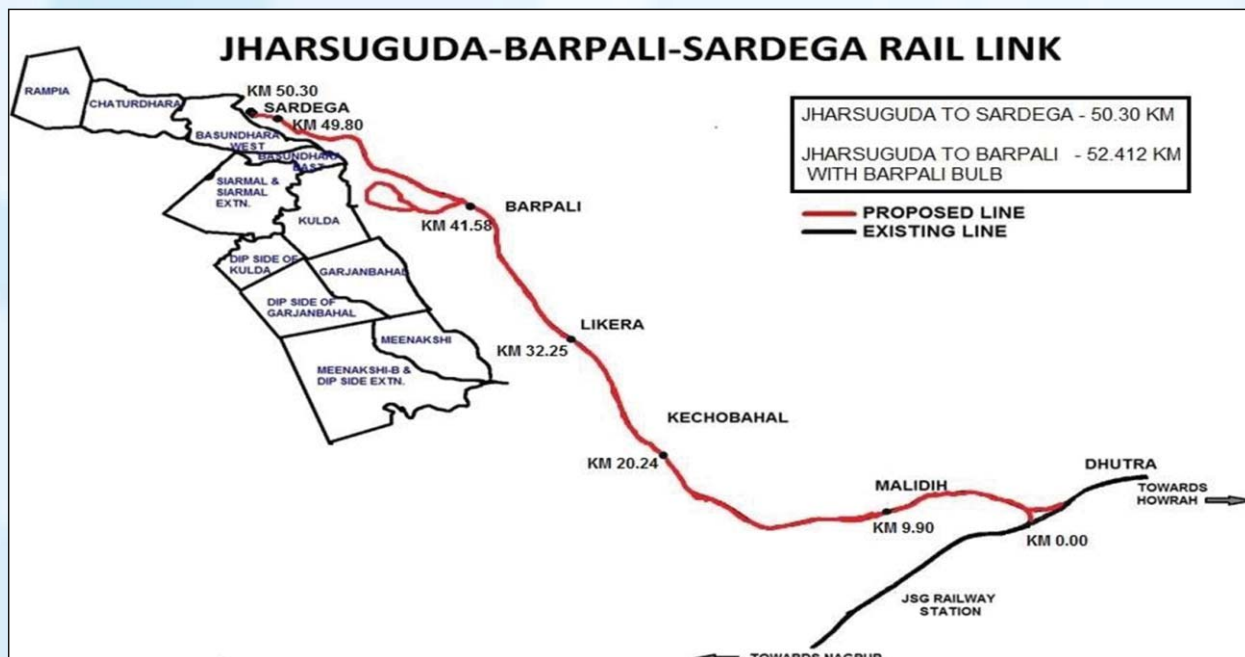 JHARSUGUDA-BARPALI-SARDEGA RAIL LINK
RAMPIA
CHATURDHARA
KM 50.30
SARDEGA
KM 49.80
BASUNDHARA
WEST
BASUNDHARA
EAST
SIARMAL &
SIARMAL
EXTN.
KULDA
DIP SIDE OF
KULDA
GARJANBAHAL
DIP SIDE OF
GARJANBAHAL
MEENAKSHI
MEENAKSHI-B &
DIP SIDE EXTN.
JHARSUGUDA TO SARDEGA - 50.30 KM
JHARSUGUDA TO BARPALI - 52.412 KM
WITH BARPALI BULB
PROPOSED LINE
EXISTING LINE
BARPALI
KM 41.58
LIKERA
KM 32.25
KECHOBAHAL
KM 20.24
MALIDIH
KM 9.90
DHUTRA
TOWARDS
HOWRAH
KM 0.00
JSG RAILWAY
STATION
TOWARDS NAGPUR